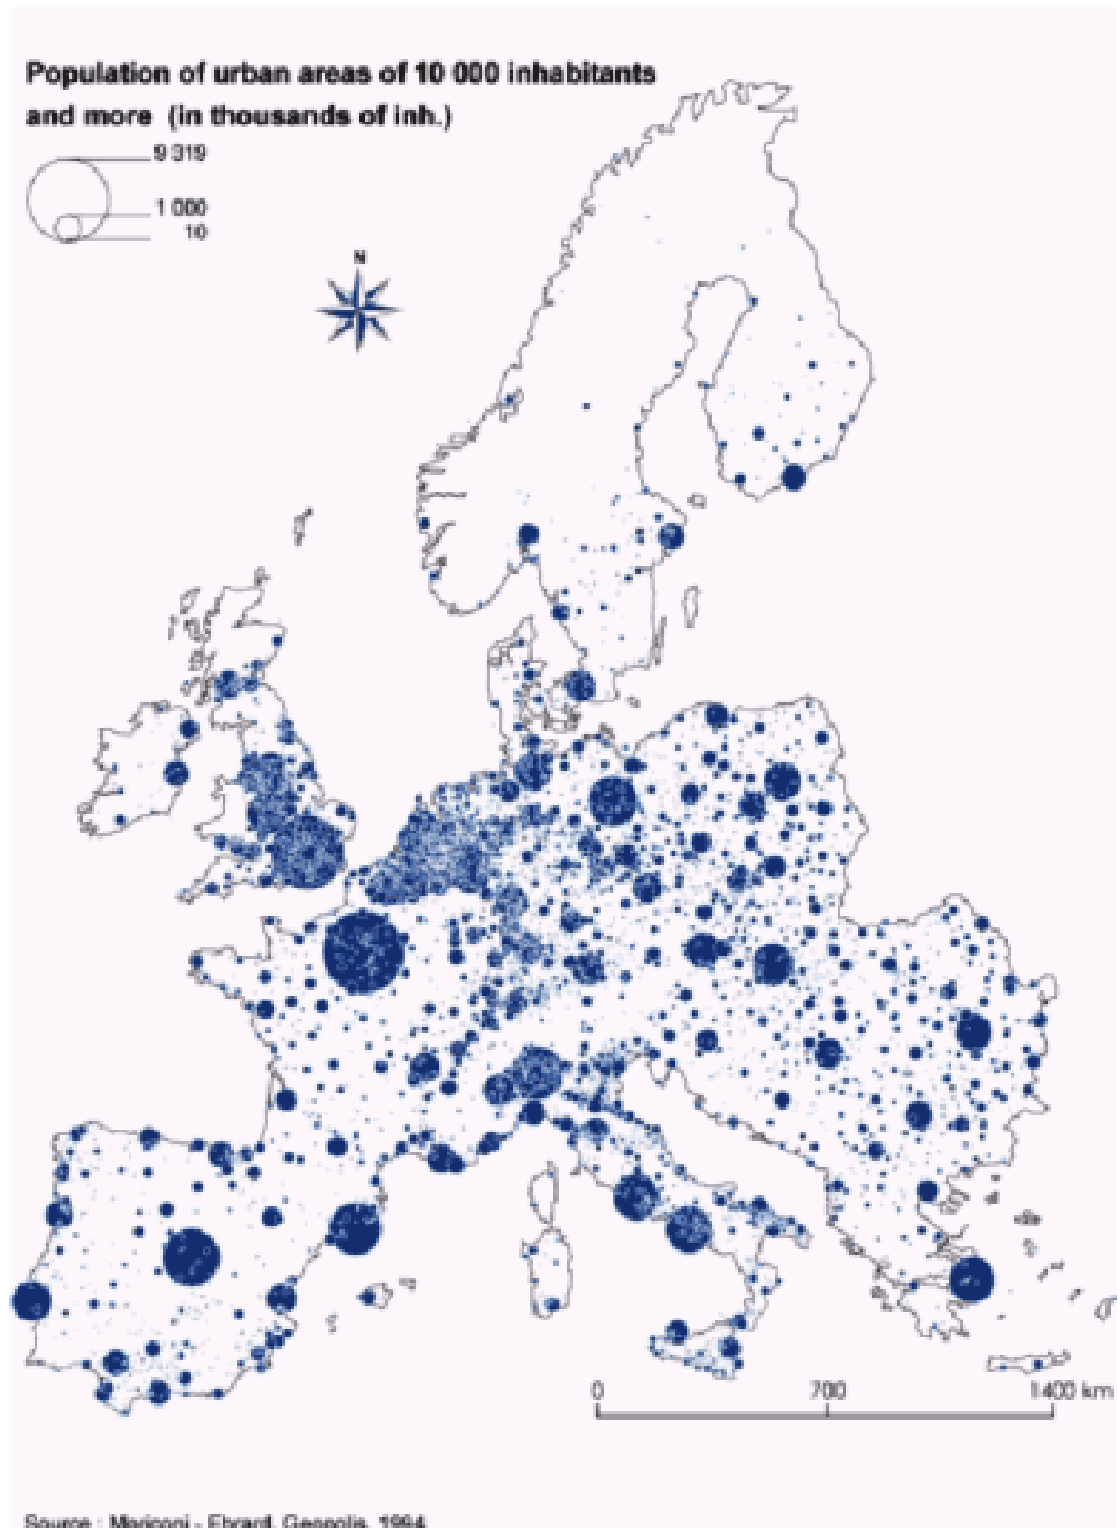 Population of urban areas of 10 000 inhabitants
and more (in thousands of inh.)
9 319
1 000
10
N
0 700 1400 km
Source : Moriconi - Ebrard, Geopolis, 1994